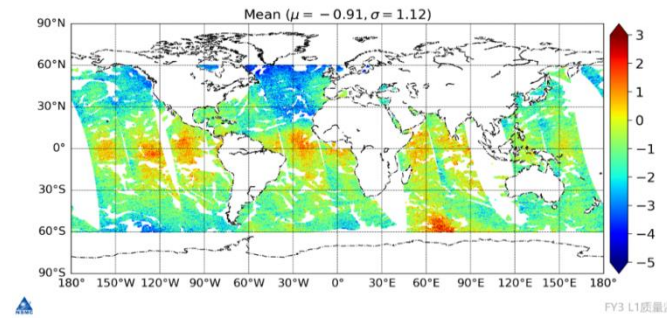 Mean (μ = −0.91, σ = 1.12)
90°N
60°N
30°N
0°
30°S
60°S
90°S
180° 150°W 120°W 90°W 60°W 30°W 0° 30°E 60°E 90°E 120°E 150°E 180°
3
2
1
0
−1
−2
−3
−4
−5
FY3 L1质量